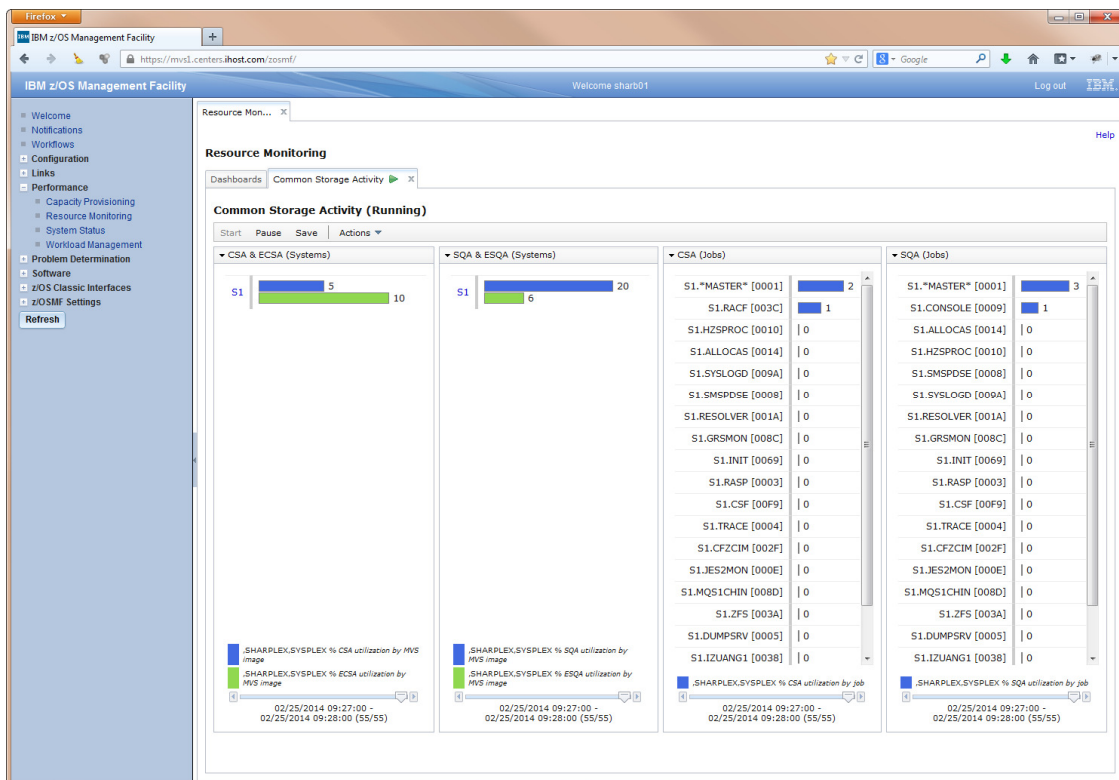 Firefox
IBM z/OS Management Facility
+
https://mvs1.centers.ihost.com/zosmf/
Google
IBM z/OS Management Facility
Welcome sharb01
Log out
IBM.
Welcome
Notifications
Workflows
Configuration
Links
Performance
Capacity Provisioning
Resource Monitoring
System Status
Workload Management
Problem Determination
Software
z/OS Classic Interfaces
z/OSMF Settings
Refresh
Resource Mon...
Help
Resource Monitoring
Dashboards
Common Storage Activity
Common Storage Activity (Running)
Start Pause Save Actions
CSA & ECSA (Systems)
S1
5
10
,SHARPLEX,SYSPLEX % CSA utilization by MVS
image
,SHARPLEX,SYSPLEX % ECSA utilization by
MVS image
02/25/2014 09:27:00 -
02/25/2014 09:28:00 (55/55)
SQA & ESQA (Systems)
S1
20
6
,SHARPLEX,SYSPLEX % SQA utilization by
MVS image
,SHARPLEX,SYSPLEX % ESQA utilization by
MVS image
02/25/2014 09:27:00 -
02/25/2014 09:28:00 (55/55)
CSA (Jobs)
S1.*MASTER* [0001] 2
S1.RACF [003C] 1
S1.HZSPROC [0010] 0
S1.ALLOCAS [0014] 0
S1.SYSLOGD [009A] 0
S1.SMSPDSE [0008] 0
S1.RESOLVER [001A] 0
S1.GRSMON [008C] 0
S1.INIT [0069] 0
S1.RASP [0003] 0
S1.CSF [00F9] 0
S1.TRACE [0004] 0
S1.CFZCIM [002F] 0
S1.JES2MON [000E] 0
S1.MQS1CHIN [008D] 0
S1.ZFS [003A] 0
S1.DUMPSRV [0005] 0
S1.IZUANG1 [0038] 0
,SHARPLEX,SYSPLEX % CSA utilization by job
02/25/2014 09:27:00 -
02/25/2014 09:28:00 (55/55)
SQA (Jobs)
S1.*MASTER* [0001] 3
S1.CONSOLE [0009] 1
S1.ALLOCAS [0014] 0
S1.HZSPROC [0010] 0
S1.SMSPDSE [0008] 0
S1.SYSLOGD [009A] 0
S1.RESOLVER [001A] 0
S1.GRSMON [008C] 0
S1.INIT [0069] 0
S1.RASP [0003] 0
S1.CSF [00F9] 0
S1.TRACE [0004] 0
S1.CFZCIM [002F] 0
S1.JES2MON [000E] 0
S1.MQS1CHIN [008D] 0
S1.ZFS [003A] 0
S1.DUMPSRV [0005] 0
S1.IZUANG1 [0038] 0
,SHARPLEX,SYSPLEX % SQA utilization by job
02/25/2014 09:27:00 -
02/25/2014 09:28:00 (55/55)